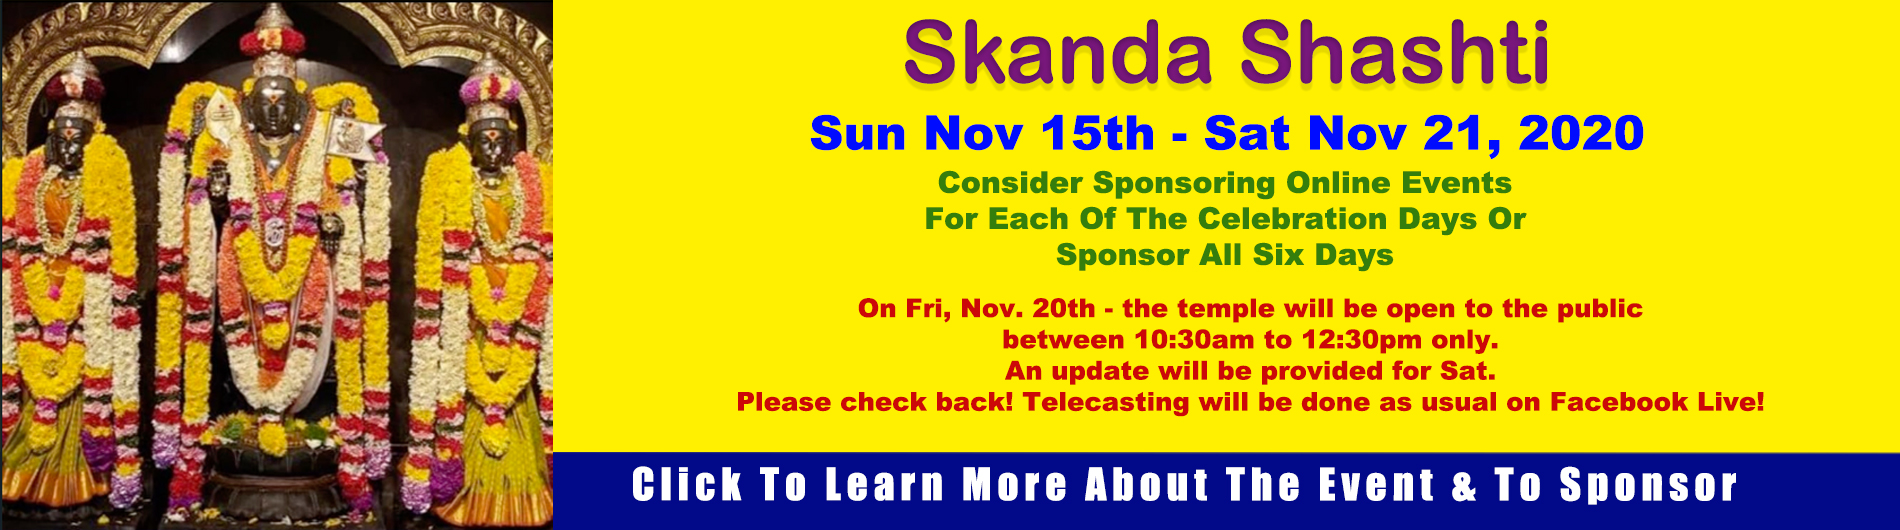 Skanda Shashti
Sun Nov 15th - Sat Nov 21, 2020
Consider Sponsoring Online Events
For Each Of The Celebration Days Or
Sponsor All Six Days
On Fri, Nov. 20th - the temple will be open to the public
between 10:30am to 12:30pm only.
An update will be provided for Sat.
Please check back! Telecasting will be done as usual on Facebook Live!
Click To Learn More About The Event & To Sponsor